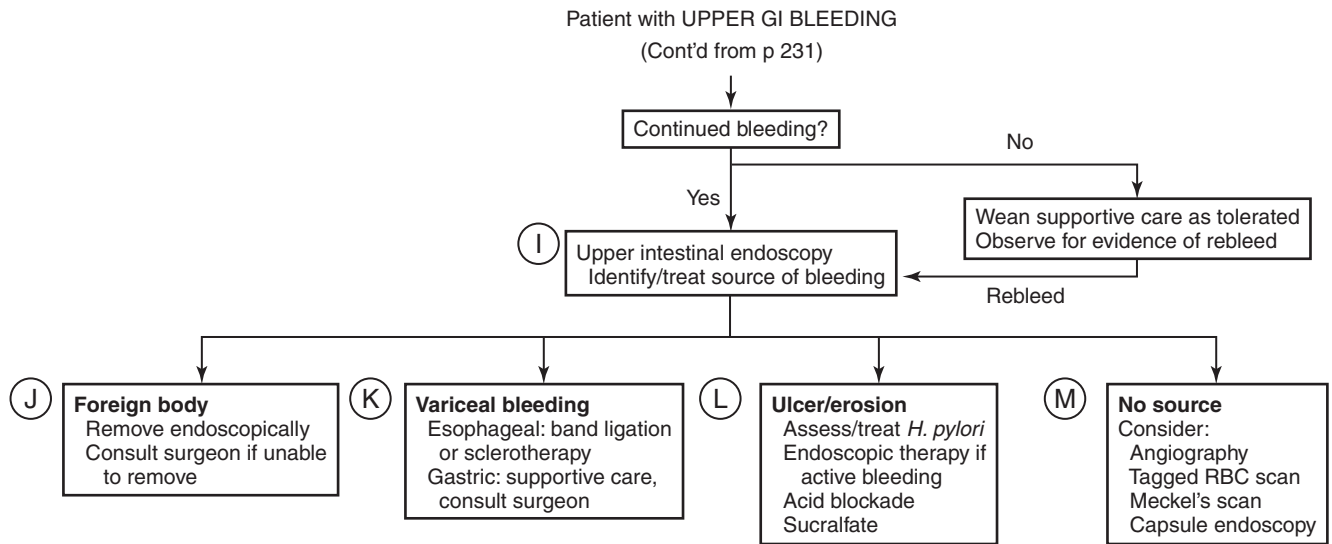 Patient with UPPER GI BLEEDING
(Cont'd from p 231)
Continued bleeding?
No
Yes
Wean supportive care as tolerated
Observe for evidence of rebleed
I
Upper intestinal endoscopy
Identify/treat source of bleeding
Rebleed
J
Foreign body
Remove endoscopically
Consult surgeon if unable
to remove
K
Variceal bleeding
Esophageal: band ligation
or sclerotherapy
Gastric: supportive care,
consult surgeon
L
Ulcer/erosion
Assess/treat H. pylori
Endoscopic therapy if
active bleeding
Acid blockade
Sucralfate
M
No source
Consider:
Angiography
Tagged RBC scan
Meckel's scan
Capsule endoscopy